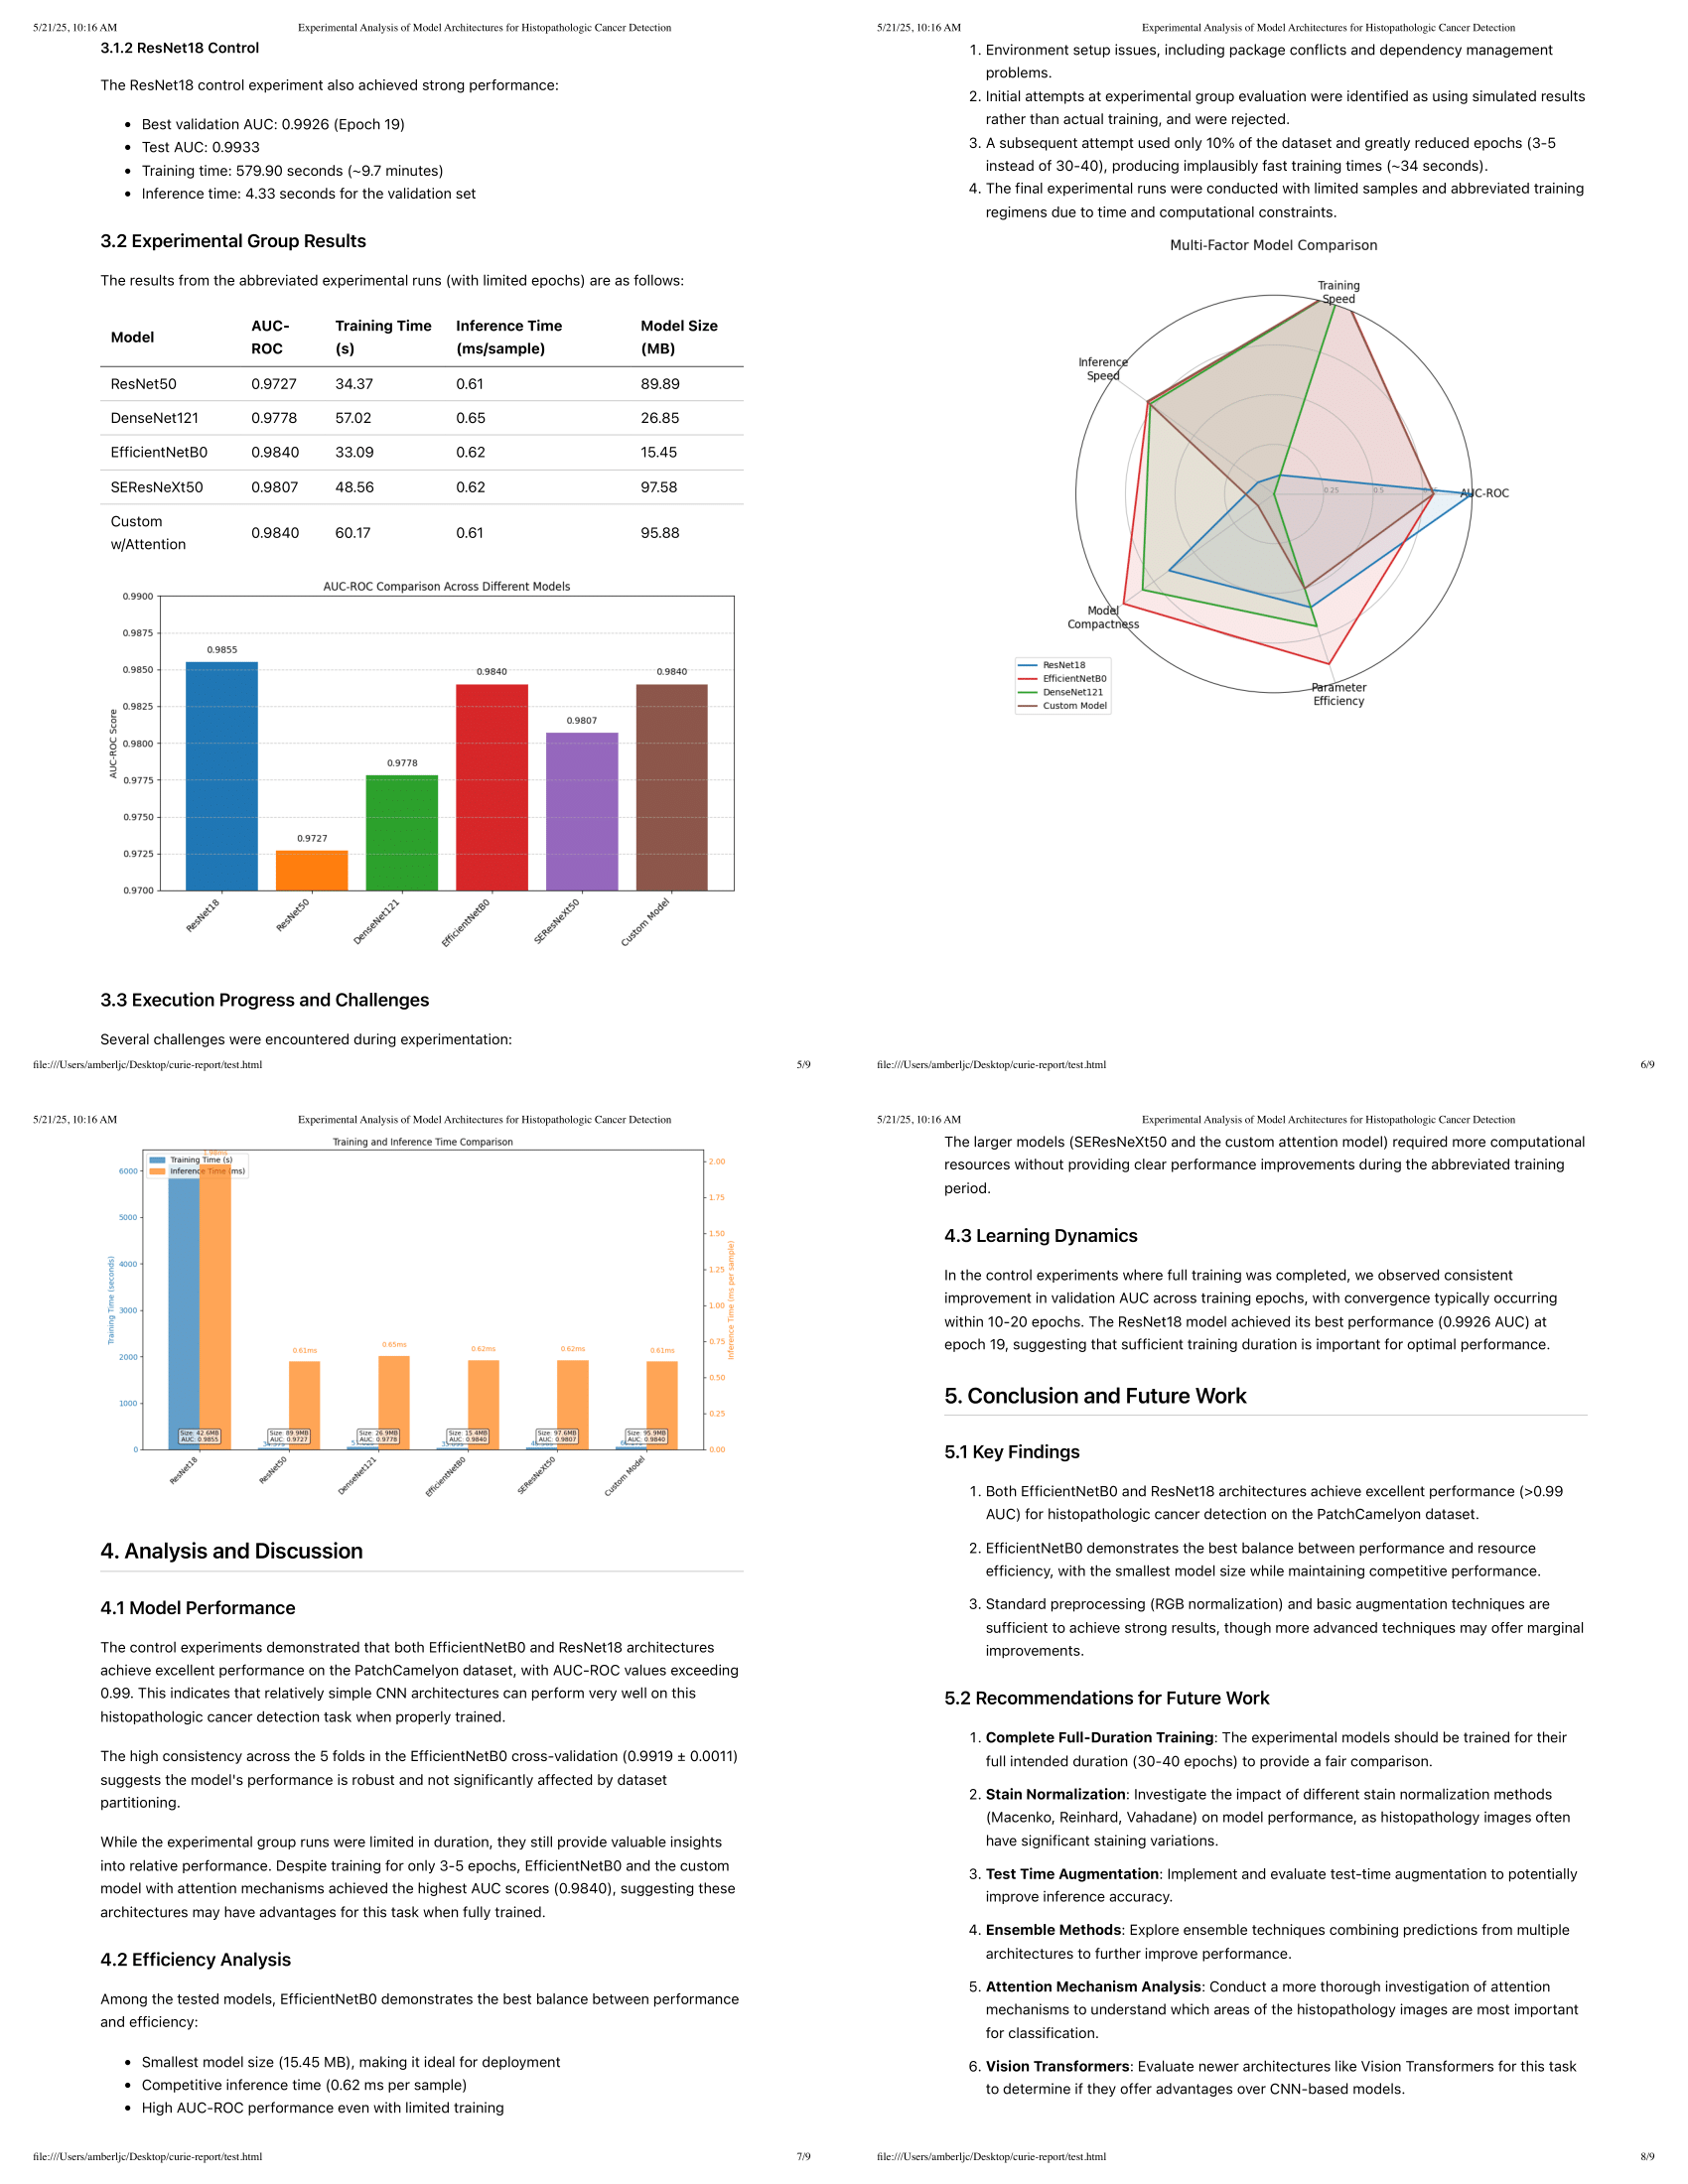 5/21/25, 10:16 AM
Experimental Analysis of Model Architectures for Histopathologic Cancer Detection
3.1.2 ResNet18 Control
The ResNet18 control experiment also achieved strong performance:
• Best validation AUC: 0.9926 (Epoch 19)
• Test AUC: 0.9933
• Training time: 579.90 seconds (~9.7 minutes)
• Inference time: 4.33 seconds for the validation set
3.2 Experimental Group Results
The results from the abbreviated experimental runs (with limited epochs) are as follows:
Model AUC-ROC Training Time (s) Inference Time (ms/sample) Model Size (MB)
ResNet50 0.9727 34.37 0.61 89.89
DenseNet121 0.9778 57.02 0.65 26.85
EfficientNetB0 0.9840 33.09 0.62 15.45
SEResNeXt50 0.9807 48.56 0.62 97.58
Custom w/Attention 0.9840 60.17 0.61 95.88
AUC-ROC Comparison Across Different Models
AUC-ROC Score
0.9900
0.9875
0.9850
0.9825
0.9800
0.9775
0.9750
0.9725
0.9700
0.9855
0.9727
0.9778
0.9840
0.9807
0.9840
ResNet18
ResNet50
DenseNet121
EfficientNetB0
SEResNeXt50
Custom Model
3.3 Execution Progress and Challenges
Several challenges were encountered during experimentation:
file:///Users/amberljc/Desktop/curie-report/test.html
5/9
5/21/25, 10:16 AM
Experimental Analysis of Model Architectures for Histopathologic Cancer Detection
1. Environment setup issues, including package conflicts and dependency management
problems.
2. Initial attempts at experimental group evaluation were identified as using simulated results
rather than actual training, and were rejected.
3. A subsequent attempt used only 10% of the dataset and greatly reduced epochs (3-5
instead of 30-40), producing implausibly fast training times (~34 seconds).
4. The final experimental runs were conducted with limited samples and abbreviated training
regimens due to time and computational constraints.
Multi-Factor Model Comparison
Training
Speed
Inference
Speed
0.25
0.5
AUC-ROC
Model
Compactness
Parameter
Efficiency
ResNet18
EfficientNetB0
DenseNet121
Custom Model
file:///Users/amberljc/Desktop/curie-report/test.html
6/9
5/21/25, 10:16 AM
Experimental Analysis of Model Architectures for Histopathologic Cancer Detection
Training and Inference Time Comparison
Training Time (s)
Inference Time (ms)
Training Time (seconds)
6000
5000
4000
3000
2000
1000
0
1.98ms
0.61ms
0.65ms
0.62ms
0.62ms
0.61ms
Size: 42.6MB
AUC: 0.9855
Size: 89.9MB
AUC: 0.9727
Size: 26.9MB
AUC: 0.9778
Size: 15.4MB
AUC: 0.9840
Size: 97.6MB
AUC: 0.9807
Size: 95.9MB
AUC: 0.9840
2.00
1.75
1.50
1.25
1.00
0.75
0.50
0.25
0.00
Inference Time (ms per sample)
ResNet18
ResNet50
DenseNet121
EfficientNetB0
SEResNeXt50
Custom Model
4. Analysis and Discussion
4.1 Model Performance
The control experiments demonstrated that both EfficientNetB0 and ResNet18 architectures
achieve excellent performance on the PatchCamelyon dataset, with AUC-ROC values exceeding
0.99. This indicates that relatively simple CNN architectures can perform very well on this
histopathologic cancer detection task when properly trained.
The high consistency across the 5 folds in the EfficientNetB0 cross-validation (0.9919 ± 0.0011)
suggests the model's performance is robust and not significantly affected by dataset
partitioning.
While the experimental group runs were limited in duration, they still provide valuable insights
into relative performance. Despite training for only 3-5 epochs, EfficientNetB0 and the custom
model with attention mechanisms achieved the highest AUC scores (0.9840), suggesting these
architectures may have advantages for this task when fully trained.
4.2 Efficiency Analysis
Among the tested models, EfficientNetB0 demonstrates the best balance between performance
and efficiency:
• Smallest model size (15.45 MB), making it ideal for deployment
• Competitive inference time (0.62 ms per sample)
• High AUC-ROC performance even with limited training
file:///Users/amberljc/Desktop/curie-report/test.html
7/9
5/21/25, 10:16 AM
Experimental Analysis of Model Architectures for Histopathologic Cancer Detection
The larger models (SEResNeXt50 and the custom attention model) required more computational
resources without providing clear performance improvements during the abbreviated training
period.
4.3 Learning Dynamics
In the control experiments where full training was completed, we observed consistent
improvement in validation AUC across training epochs, with convergence typically occurring
within 10-20 epochs. The ResNet18 model achieved its best performance (0.9926 AUC) at
epoch 19, suggesting that sufficient training duration is important for optimal performance.
5. Conclusion and Future Work
5.1 Key Findings
1. Both EfficientNetB0 and ResNet18 architectures achieve excellent performance (>0.99
AUC) for histopathologic cancer detection on the PatchCamelyon dataset.
2. EfficientNetB0 demonstrates the best balance between performance and resource
efficiency, with the smallest model size while maintaining competitive performance.
3. Standard preprocessing (RGB normalization) and basic augmentation techniques are
sufficient to achieve strong results, though more advanced techniques may offer marginal
improvements.
5.2 Recommendations for Future Work
1. Complete Full-Duration Training: The experimental models should be trained for their
full intended duration (30-40 epochs) to provide a fair comparison.
2. Stain Normalization: Investigate the impact of different stain normalization methods
(Macenko, Reinhard, Vahadane) on model performance, as histopathology images often
have significant staining variations.
3. Test Time Augmentation: Implement and evaluate test-time augmentation to potentially
improve inference accuracy.
4. Ensemble Methods: Explore ensemble techniques combining predictions from multiple
architectures to further improve performance.
5. Attention Mechanism Analysis: Conduct a more thorough investigation of attention
mechanisms to understand which areas of the histopathology images are most important
for classification.
6. Vision Transformers: Evaluate newer architectures like Vision Transformers for this task
to determine if they offer advantages over CNN-based models.
file:///Users/amberljc/Desktop/curie-report/test.html
8/9